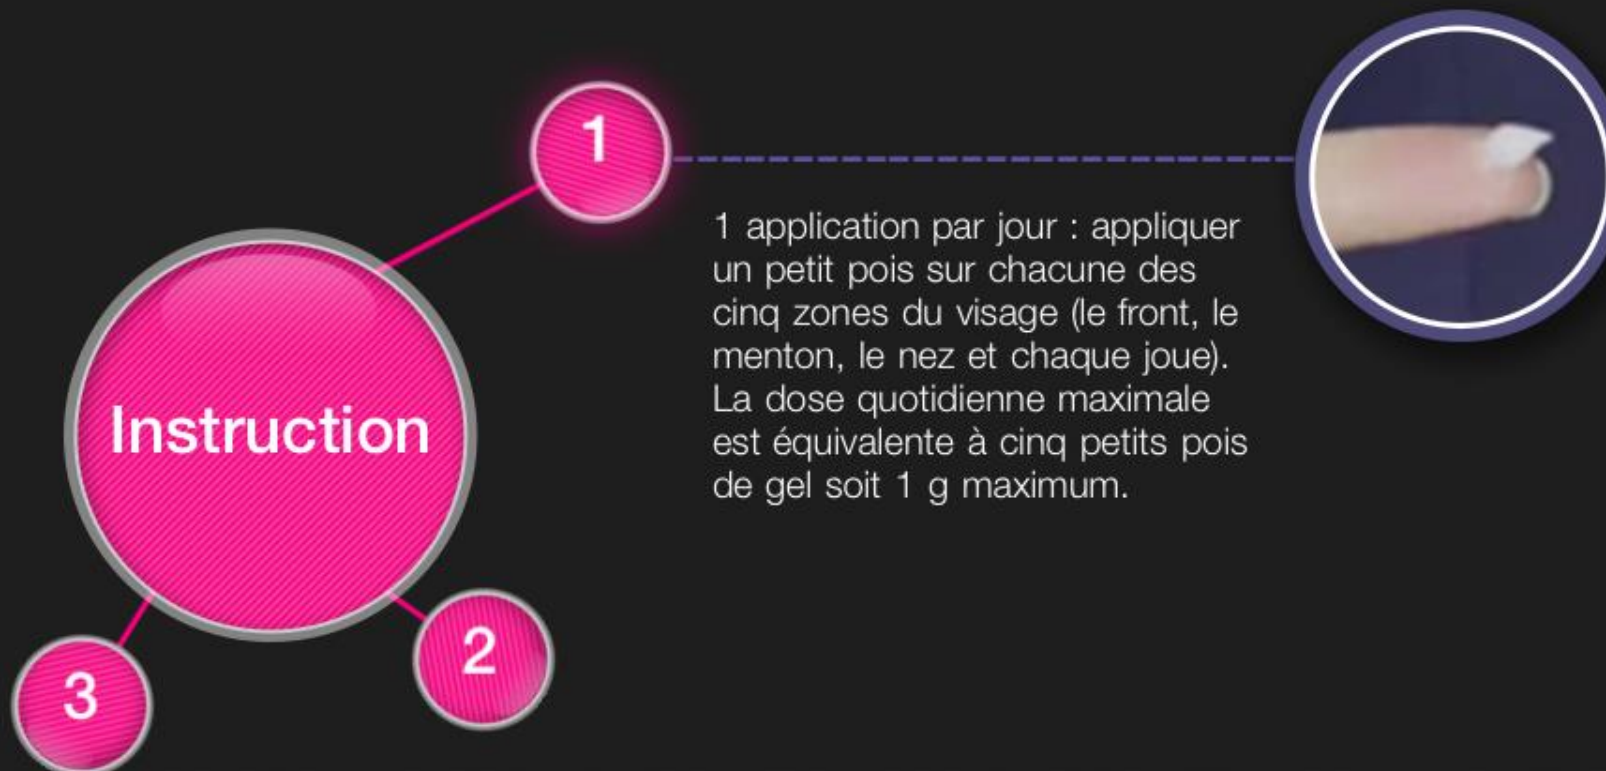 Instruction
1
1 application par jour : appliquer
un petit pois sur chacune des
cinq zones du visage (le front, le
menton, le nez et chaque joue).
La dose quotidienne maximale
est équivalente à cinq petits pois
de gel soit 1 g maximum.
2
3